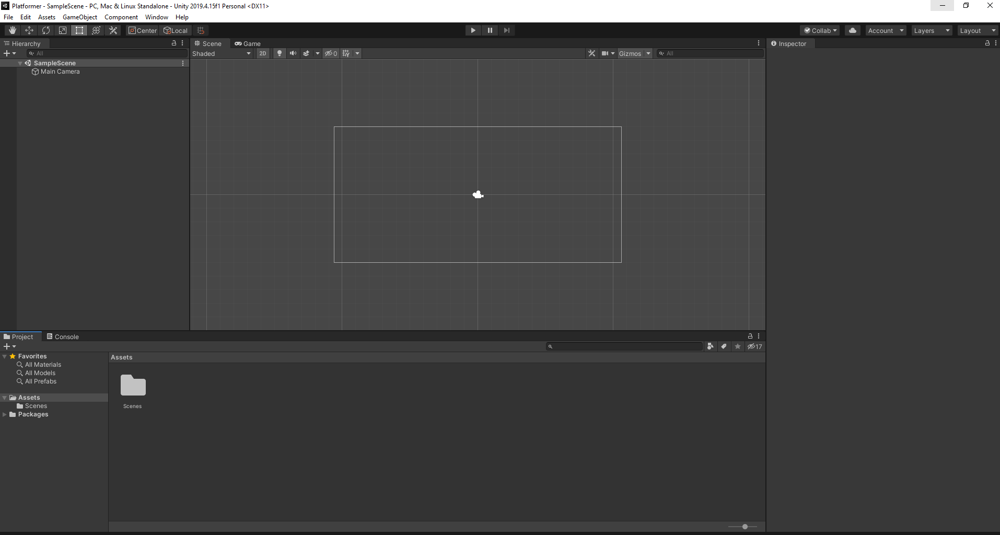 Platformer - SampleScene - PC, Mac & Linux Standalone - Unity 2019.4.15f1 Personal <DX11>
File Edit Assets GameObject Component Window Help
Center Local Collab Account Layers Layout
Hierarchy
All
SampleScene
Main Camera
Scene Game
Shaded 2D 0 Gizmos All
Inspector
Project Console
17
Favorites
All Materials
All Models
All Prefabs
Assets
Scenes
Packages
Assets
Scenes